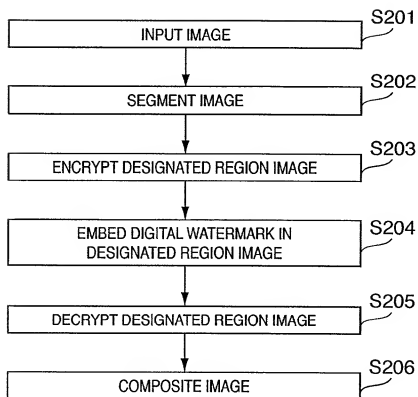 S201
INPUT IMAGE
S202
SEGMENT IMAGE
S203
ENCRYPT DESIGNATED REGION IMAGE
S204
EMBED DIGITAL WATERMARK IN
DESIGNATED REGION IMAGE
S205
DECRYPT DESIGNATED REGION IMAGE
S206
COMPOSITE IMAGE